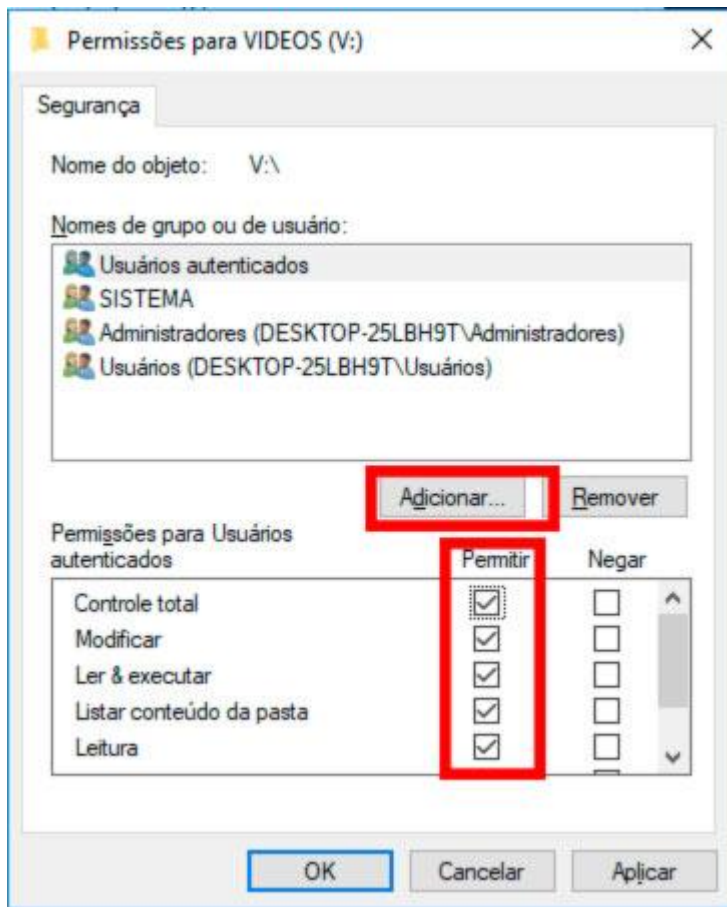 Permissões para VIDEOS (V:)
Segurança
Nome do objeto: V:\
Nomes de grupo ou de usuário:
Usuários autenticados
SISTEMA
Administradores (DESKTOP-25LBH9T\Administradores)
Usuários (DESKTOP-25LBH9T\Usuários)
Adicionar... Remover
Permissões para Usuários
autenticados Permitir Negar
Controle total
Modificar
Ler & executar
Listar conteúdo da pasta
Leitura
OK Cancelar Aplicar